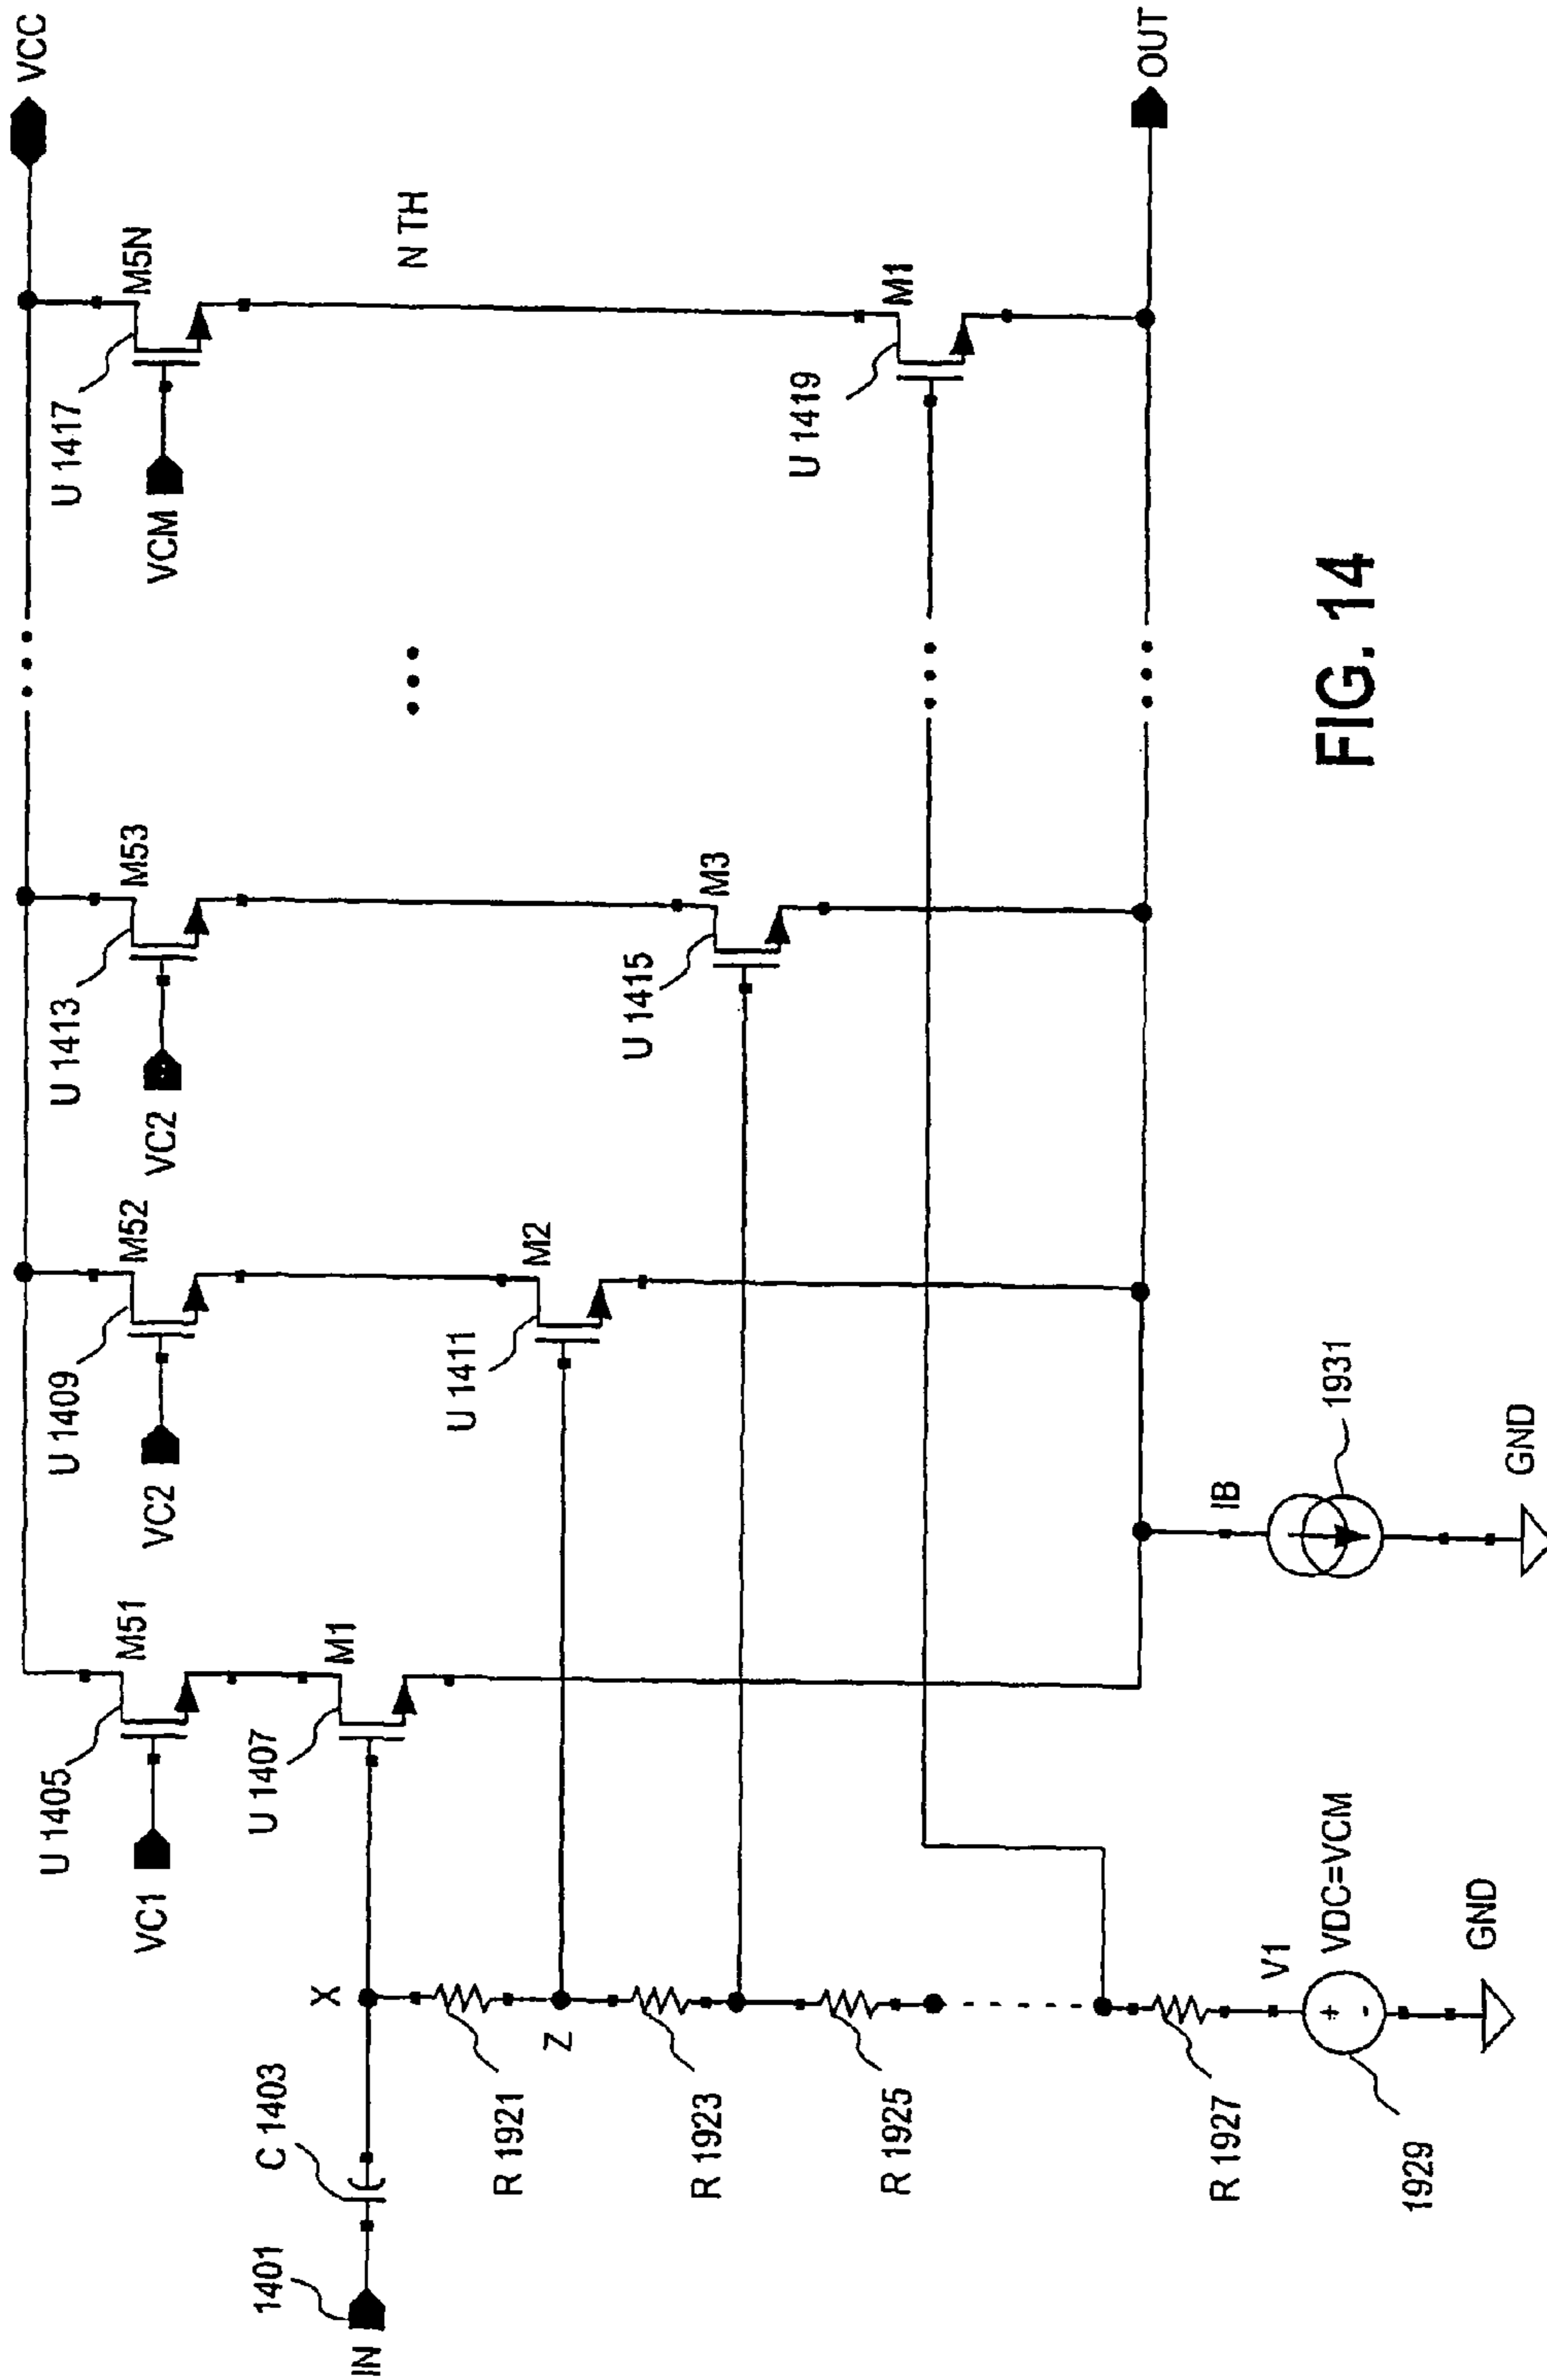 VCC
U 1405
M51
VC1
U 1409
M52
VC2
U 1413
M53
VC2
U 1417
M5N
VCM
N TH
1401
IN
C 1403
X
U 1407
M1
R 1921
Z
U 1411
M2
R 1923
U 1415
M3
R 1925
U 1419
M1
R 1927
V1
VDC=VCM
1929
GND
IB
1931
GND
OUT
FIG. 14